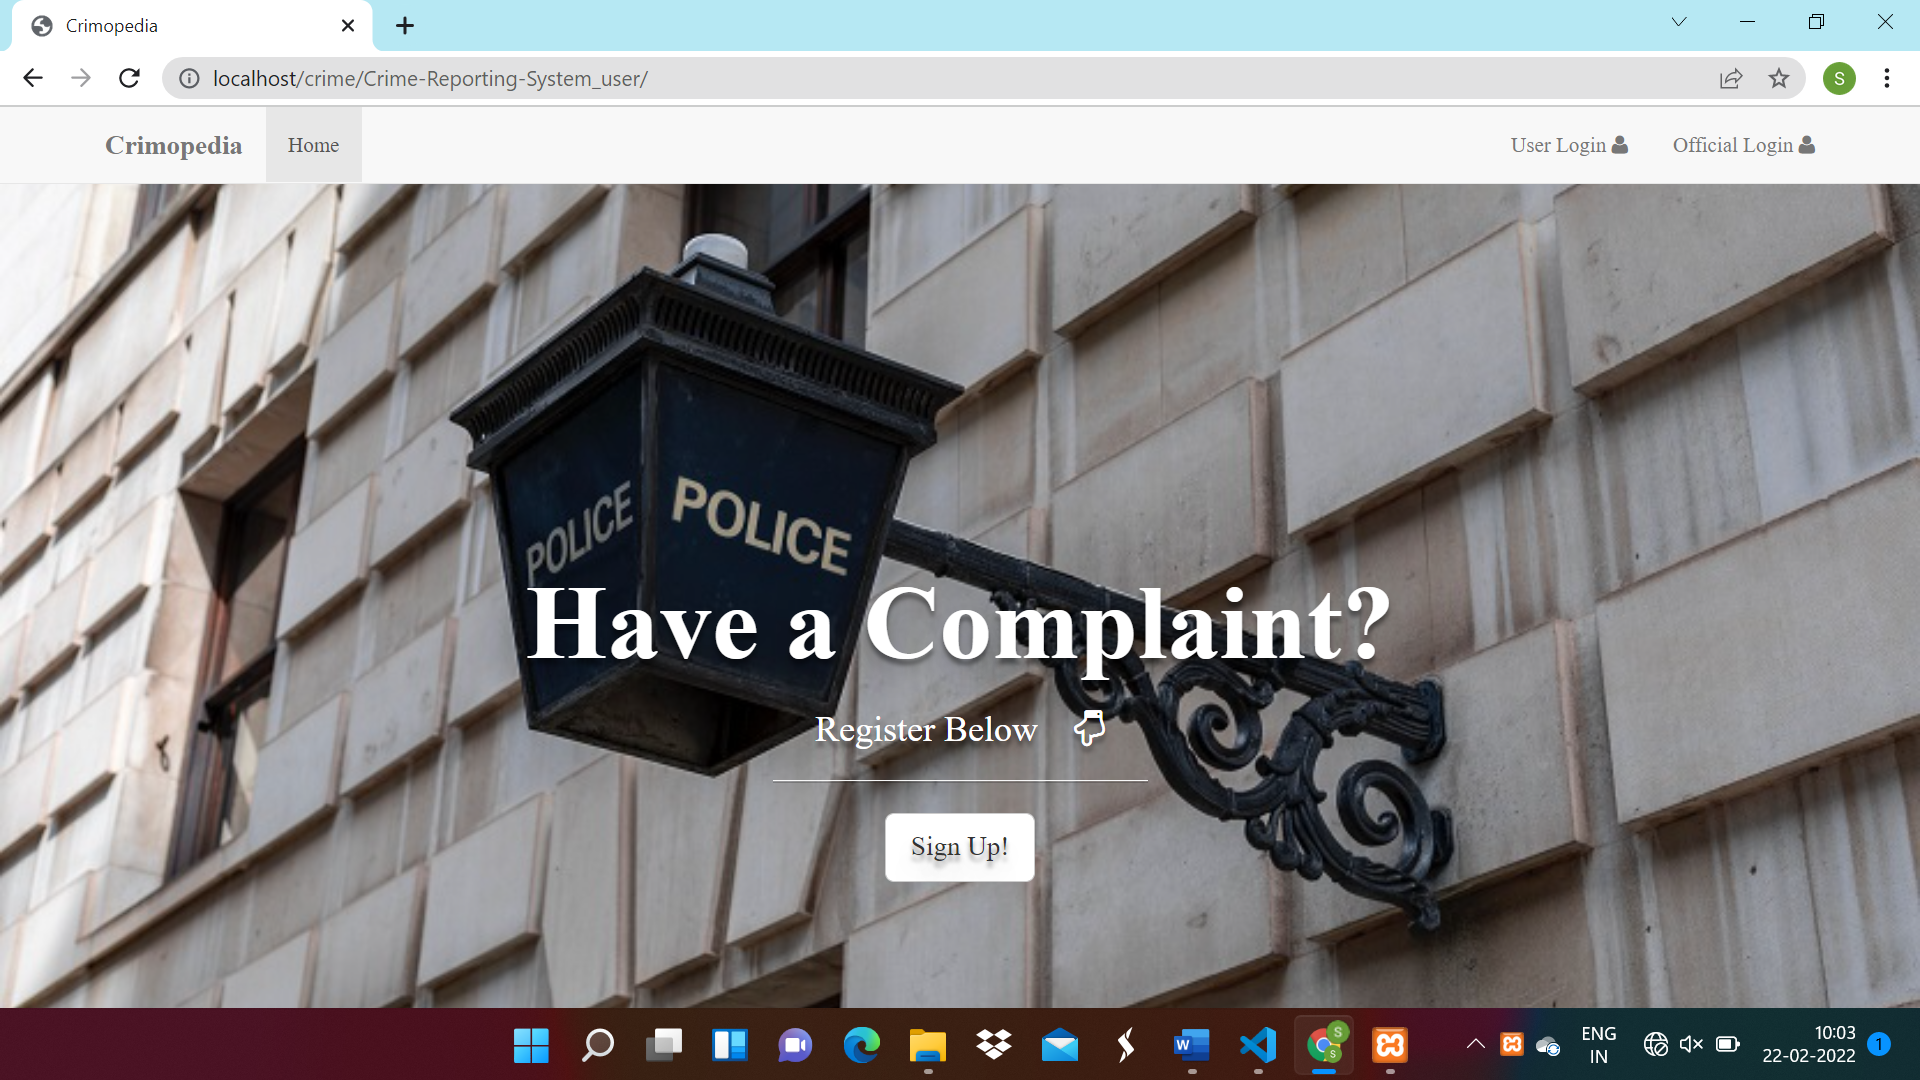 Crimopedia
localhost/crime/Crime-Reporting-System_user/
S
Crimopedia
Home
User Login
Official Login
POLICE
POLICE
Have a Complaint?
Register Below
Sign Up!
W
S
S
ENG
IN
10:03
22-02-2022
1